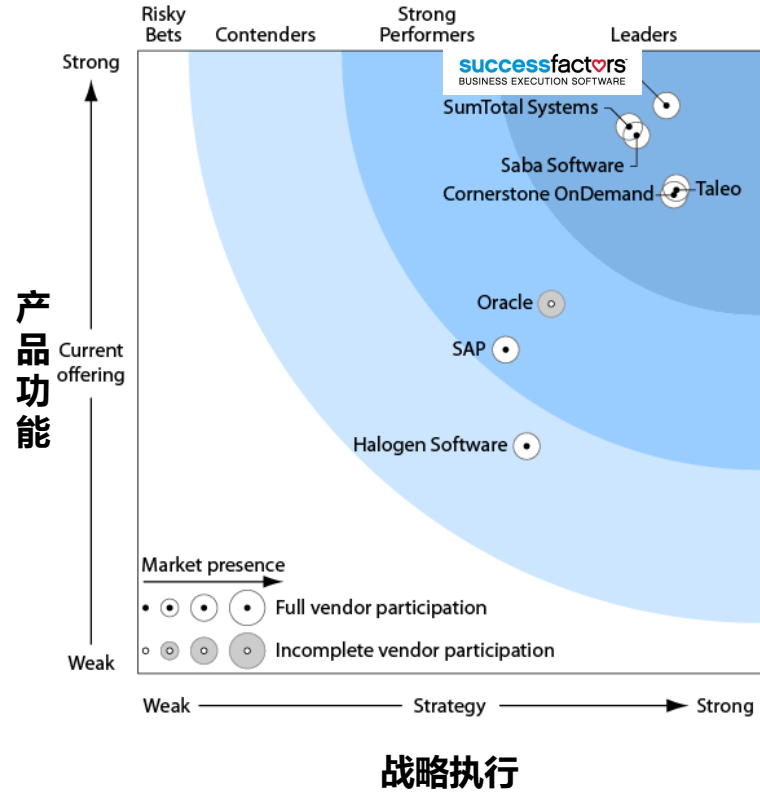 Risky
Bets
Contenders
Strong
Performers
Leaders
Strong
successfactors
BUSINESS EXECUTION SOFTWARE
SumTotal Systems
Saba Software
Cornerstone OnDemand
Taleo
Oracle
SAP
Halogen Software
产品功能
Current
offering
Market presence
Full vendor participation
Incomplete vendor participation
Weak
Weak
Strategy
Strong
战略执行